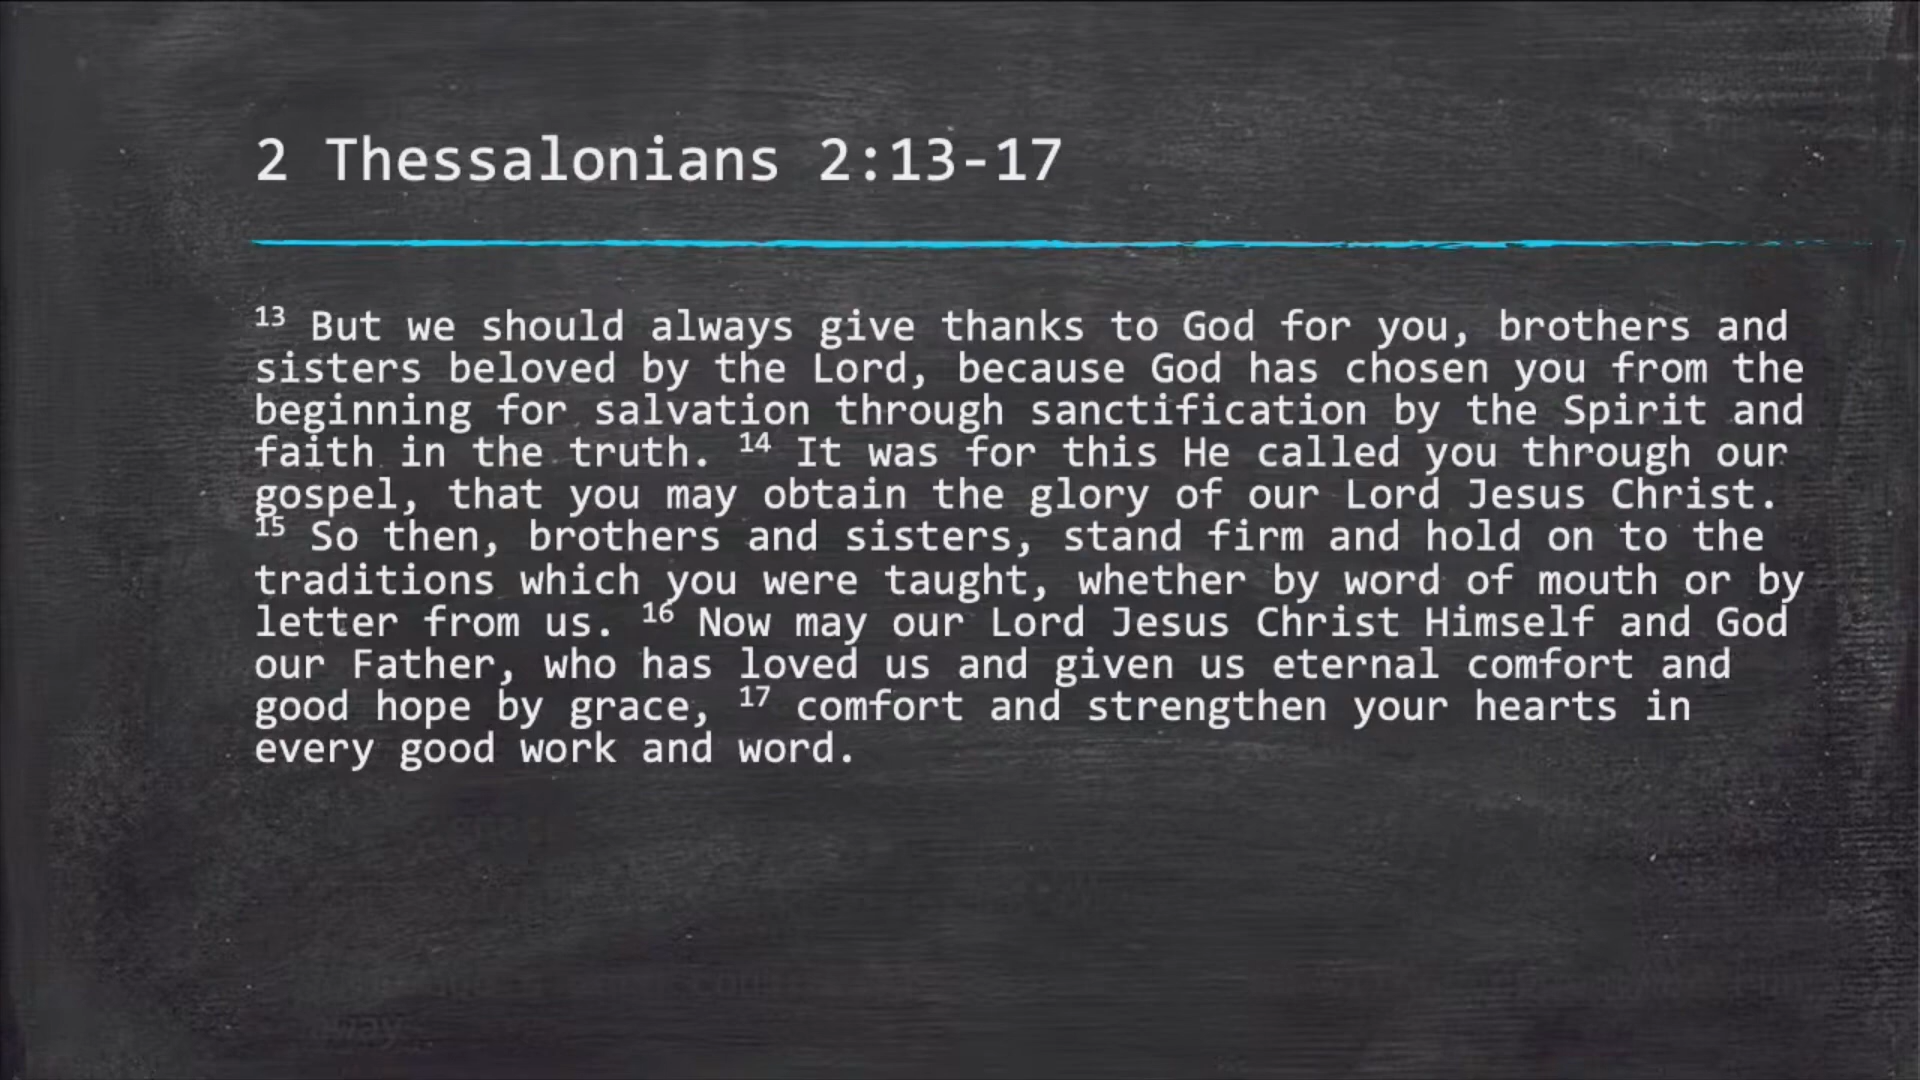 2 Thessalonians 2:13-17
13 But we should always give thanks to God for you, brothers and
sisters beloved by the Lord, because God has chosen you from the
beginning for salvation through sanctification by the Spirit and
faith in the truth. 14 It was for this He called you through our
gospel, that you may obtain the glory of our Lord Jesus Christ.
15 So then, brothers and sisters, stand firm and hold on to the
traditions which you were taught, whether by word of mouth or by
letter from us. 16 Now may our Lord Jesus Christ Himself and God
our Father, who has loved us and given us eternal comfort and
good hope by grace, 17 comfort and strengthen your hearts in
every good work and word.